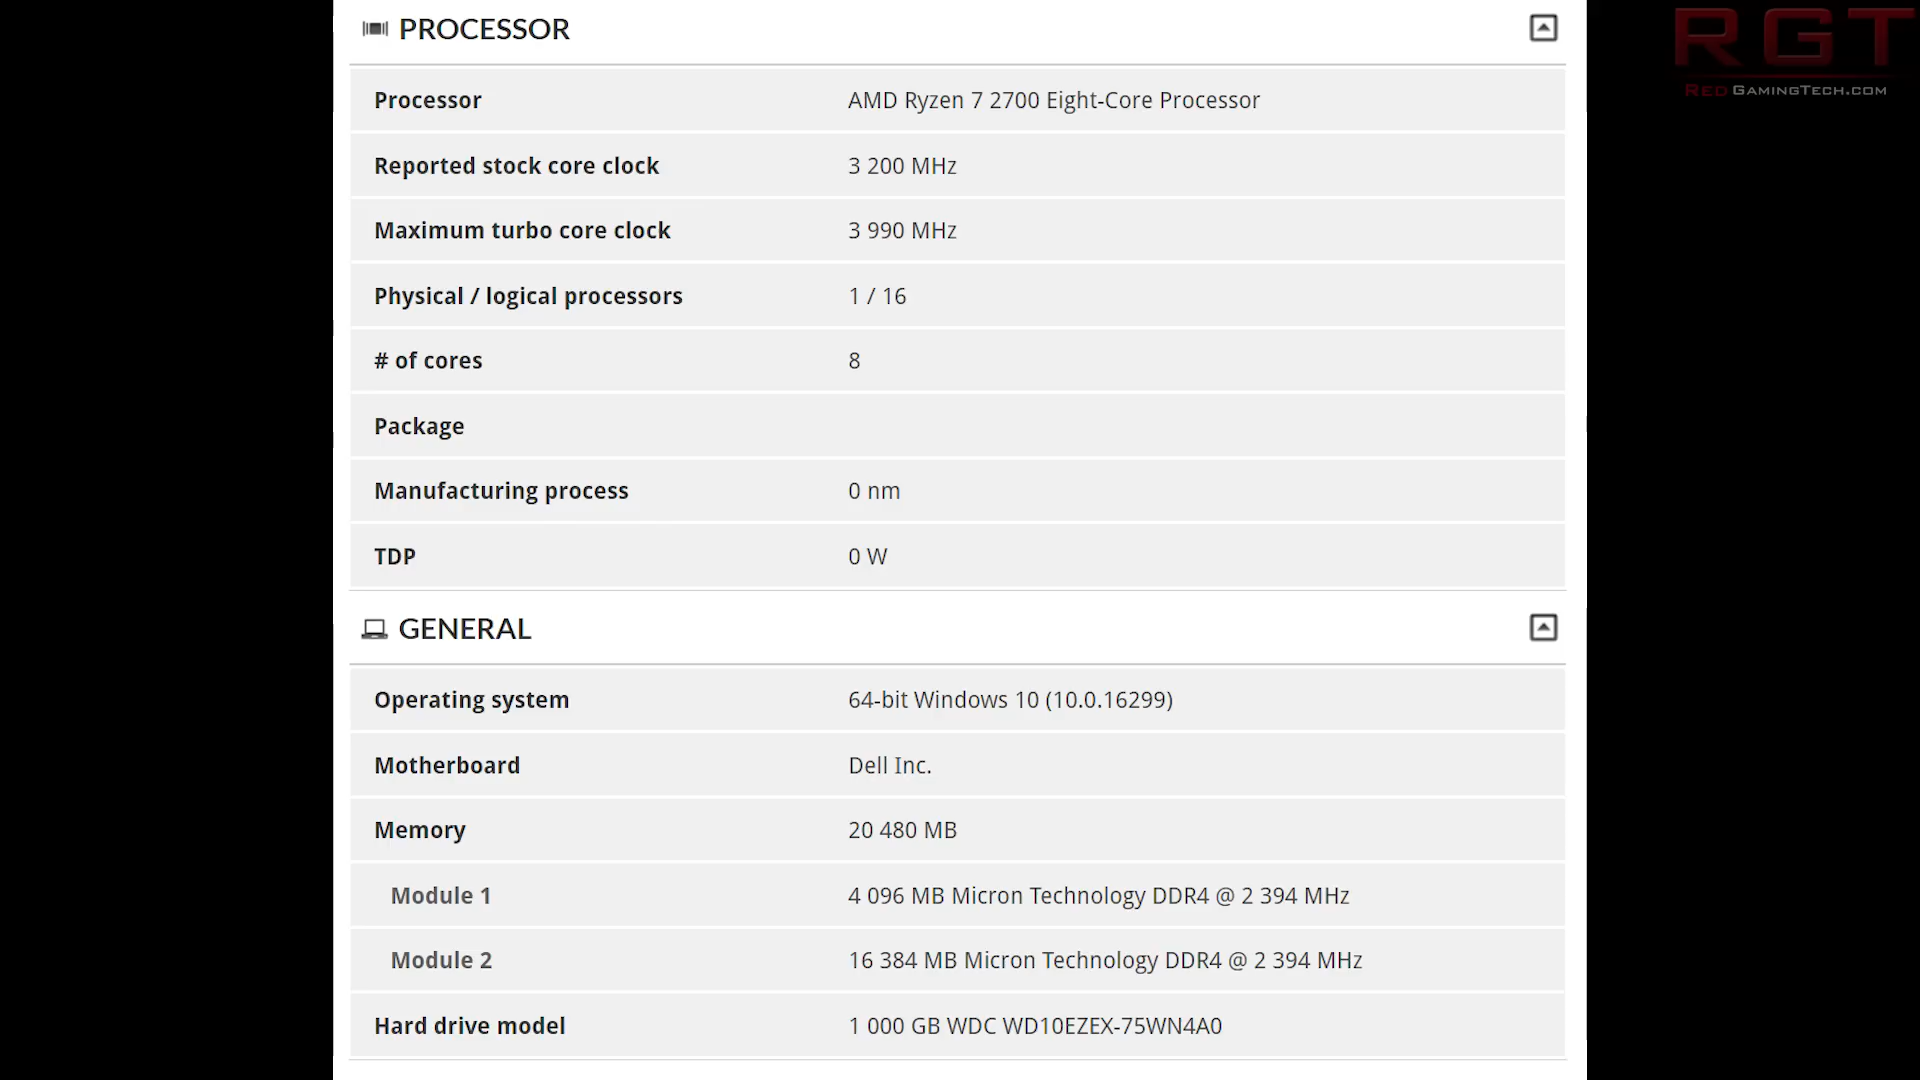 PROCESSOR
Processor AMD Ryzen 7 2700 Eight-Core Processor
Reported stock core clock 3 200 MHz
Maximum turbo core clock 3 990 MHz
Physical / logical processors 1 / 16
# of cores 8
Package
Manufacturing process 0 nm
TDP 0 W
GENERAL
Operating system 64-bit Windows 10 (10.0.16299)
Motherboard Dell Inc.
Memory 20 480 MB
Module 1 4 096 MB Micron Technology DDR4 @ 2 394 MHz
Module 2 16 384 MB Micron Technology DDR4 @ 2 394 MHz
Hard drive model 1 000 GB WDC WD10EZEX-75WN4A0
RGT
RED GAMINGTECH.COM